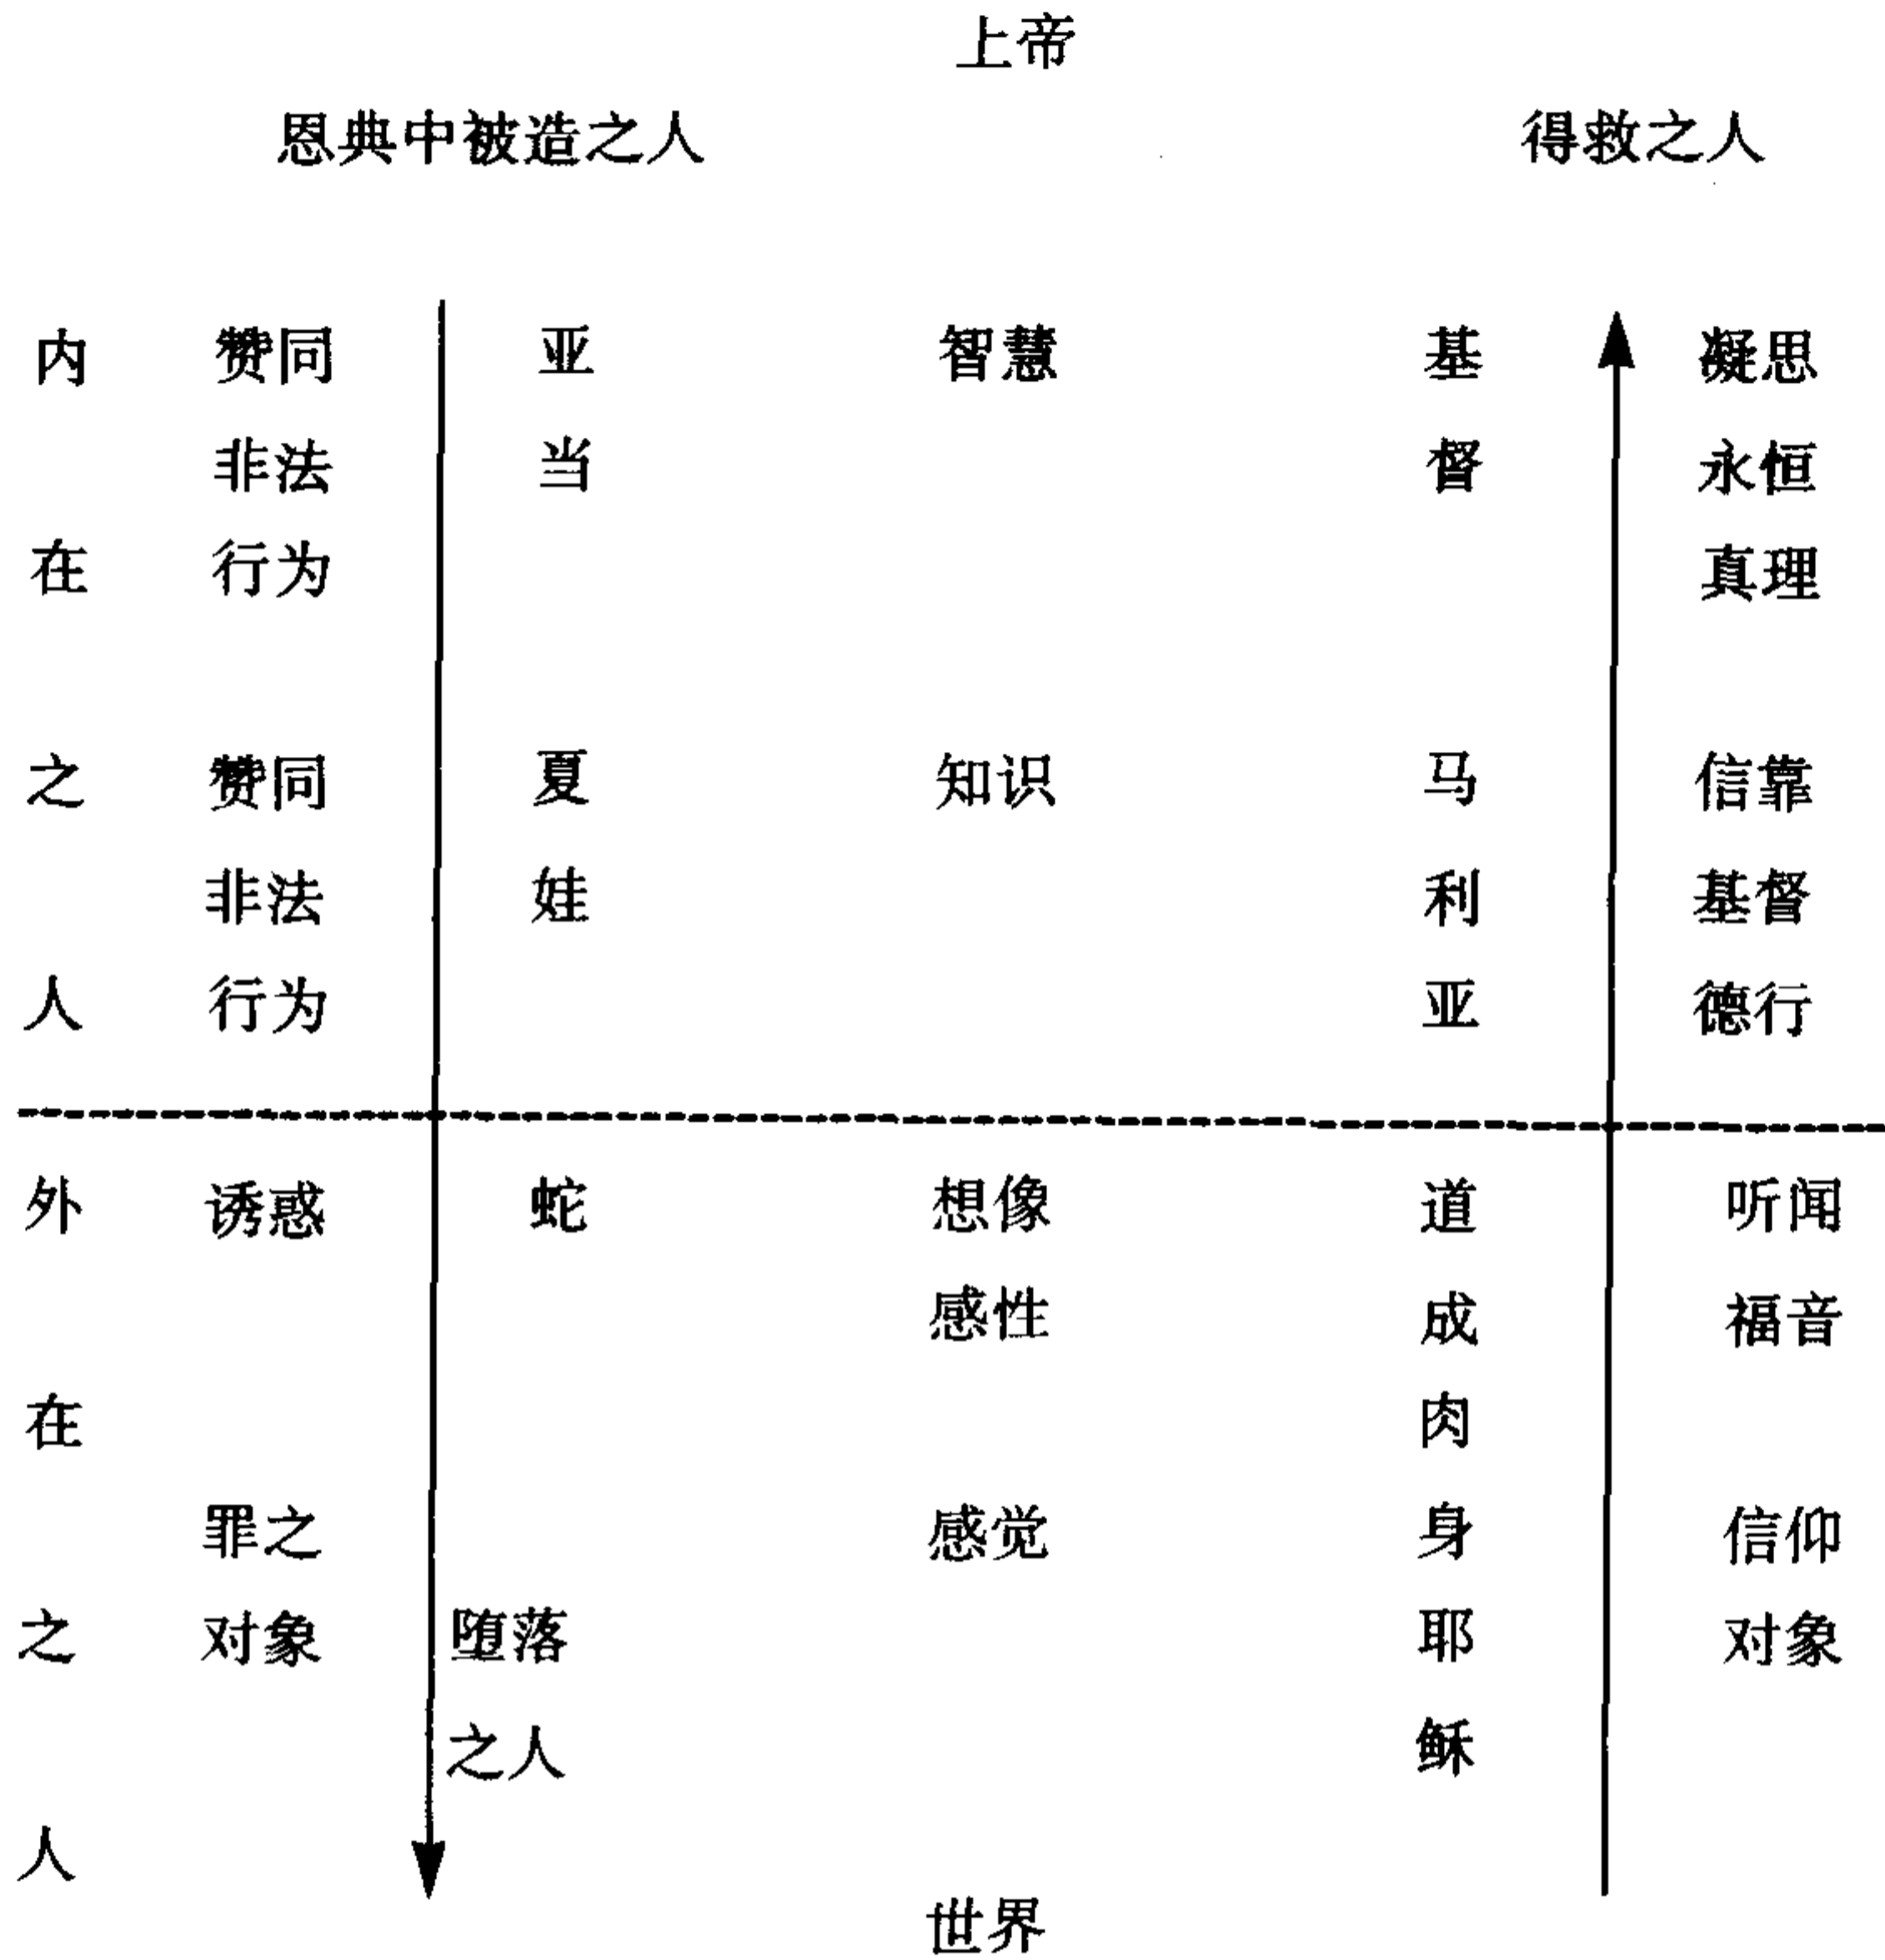 上帝
恩典中被造之人 得救之人
内 赞同 亚 智慧 基 凝思
非法 当 督 永恒
在 行为 真理
之 赞同 夏 知识 马 信靠
非法 娃 利 基督
人 行为 亚 德行
外 诱惑 蛇 想像 道 听闻
感性 成 福音
在 肉
罪之 感觉 身 信仰
之 对象 堕落 耶 对象
之人 稣
人
世界